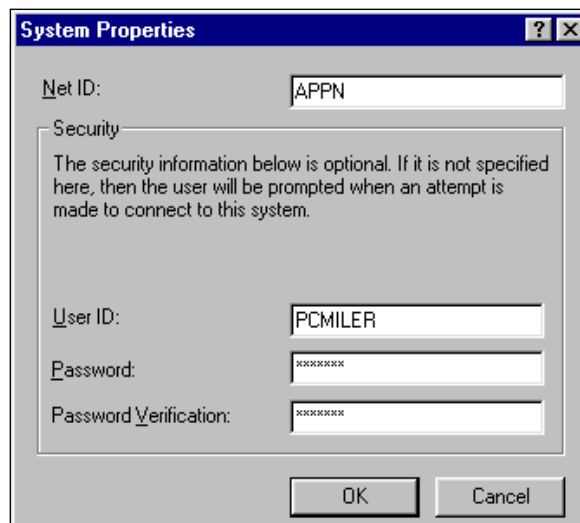 System Properties
Net ID:
APPN
Security
The security information below is optional. If it is not specified
here, then the user will be prompted when an attempt is
made to connect to this system.
User ID:
PCMILER
Password:
*******
Password Verification:
*******
OK
Cancel